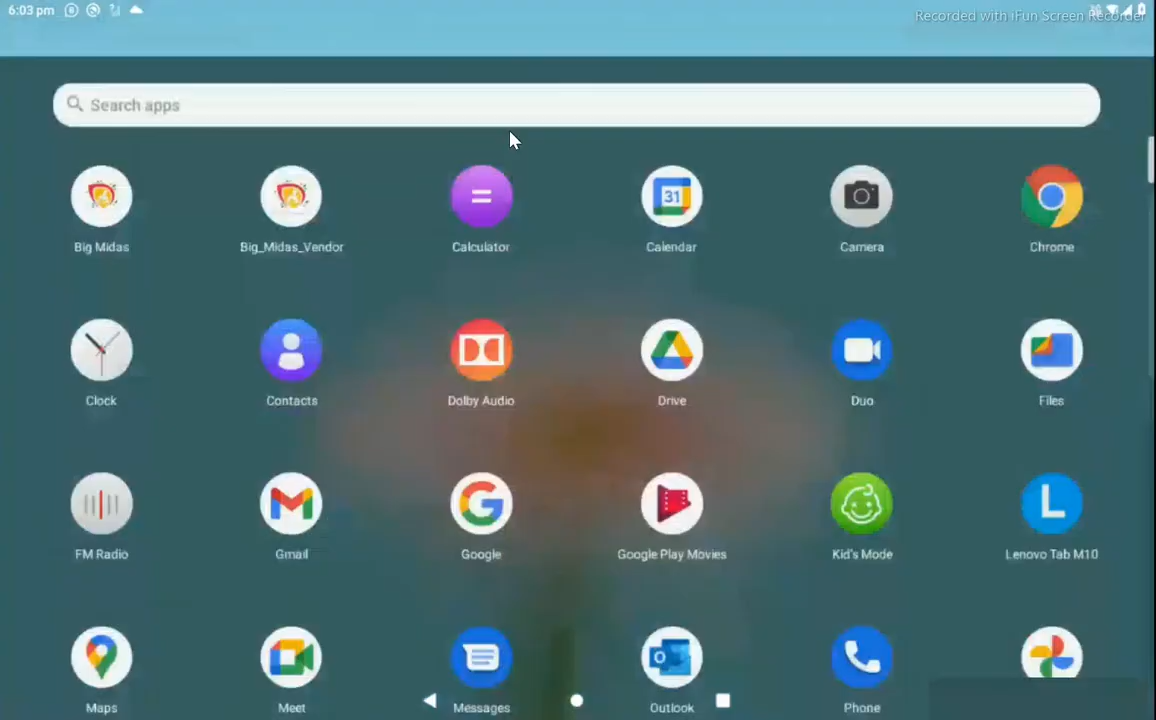 6:03 pm
Recorded with iFun Screen Recorder
Search apps
31
Big Midas
Big_Midas_Vendor
Calculator
Calendar
Camera
Chrome
Clock
Contacts
Dolby Audio
Drive
Duo
Files
L
FM Radio
Gmail
Google
Google Play Movies
Kid's Mode
Lenovo Tab M10
Maps
Meet
Messages
Outlook
Phone